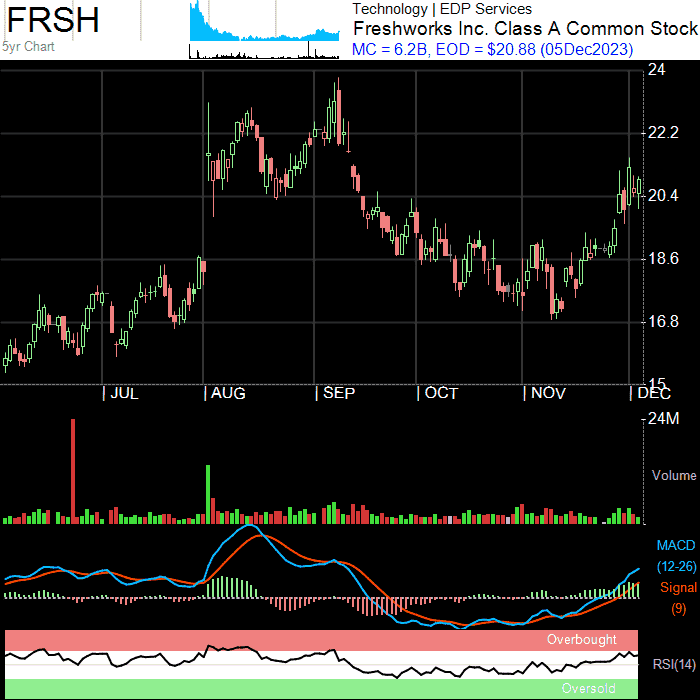 FRSH
5yr Chart
Technology | EDP Services
Freshworks Inc. Class A Common Stock
MC = 6.2B, EOD = $20.88 (05Dec2023)
24
22.2
20.4
18.6
16.8
15
| JUL | AUG | SEP | OCT | NOV | DEC
24M
Volume
MACD
(12-26)
Signal
(9)
Overbought
RSI(14)
Oversold